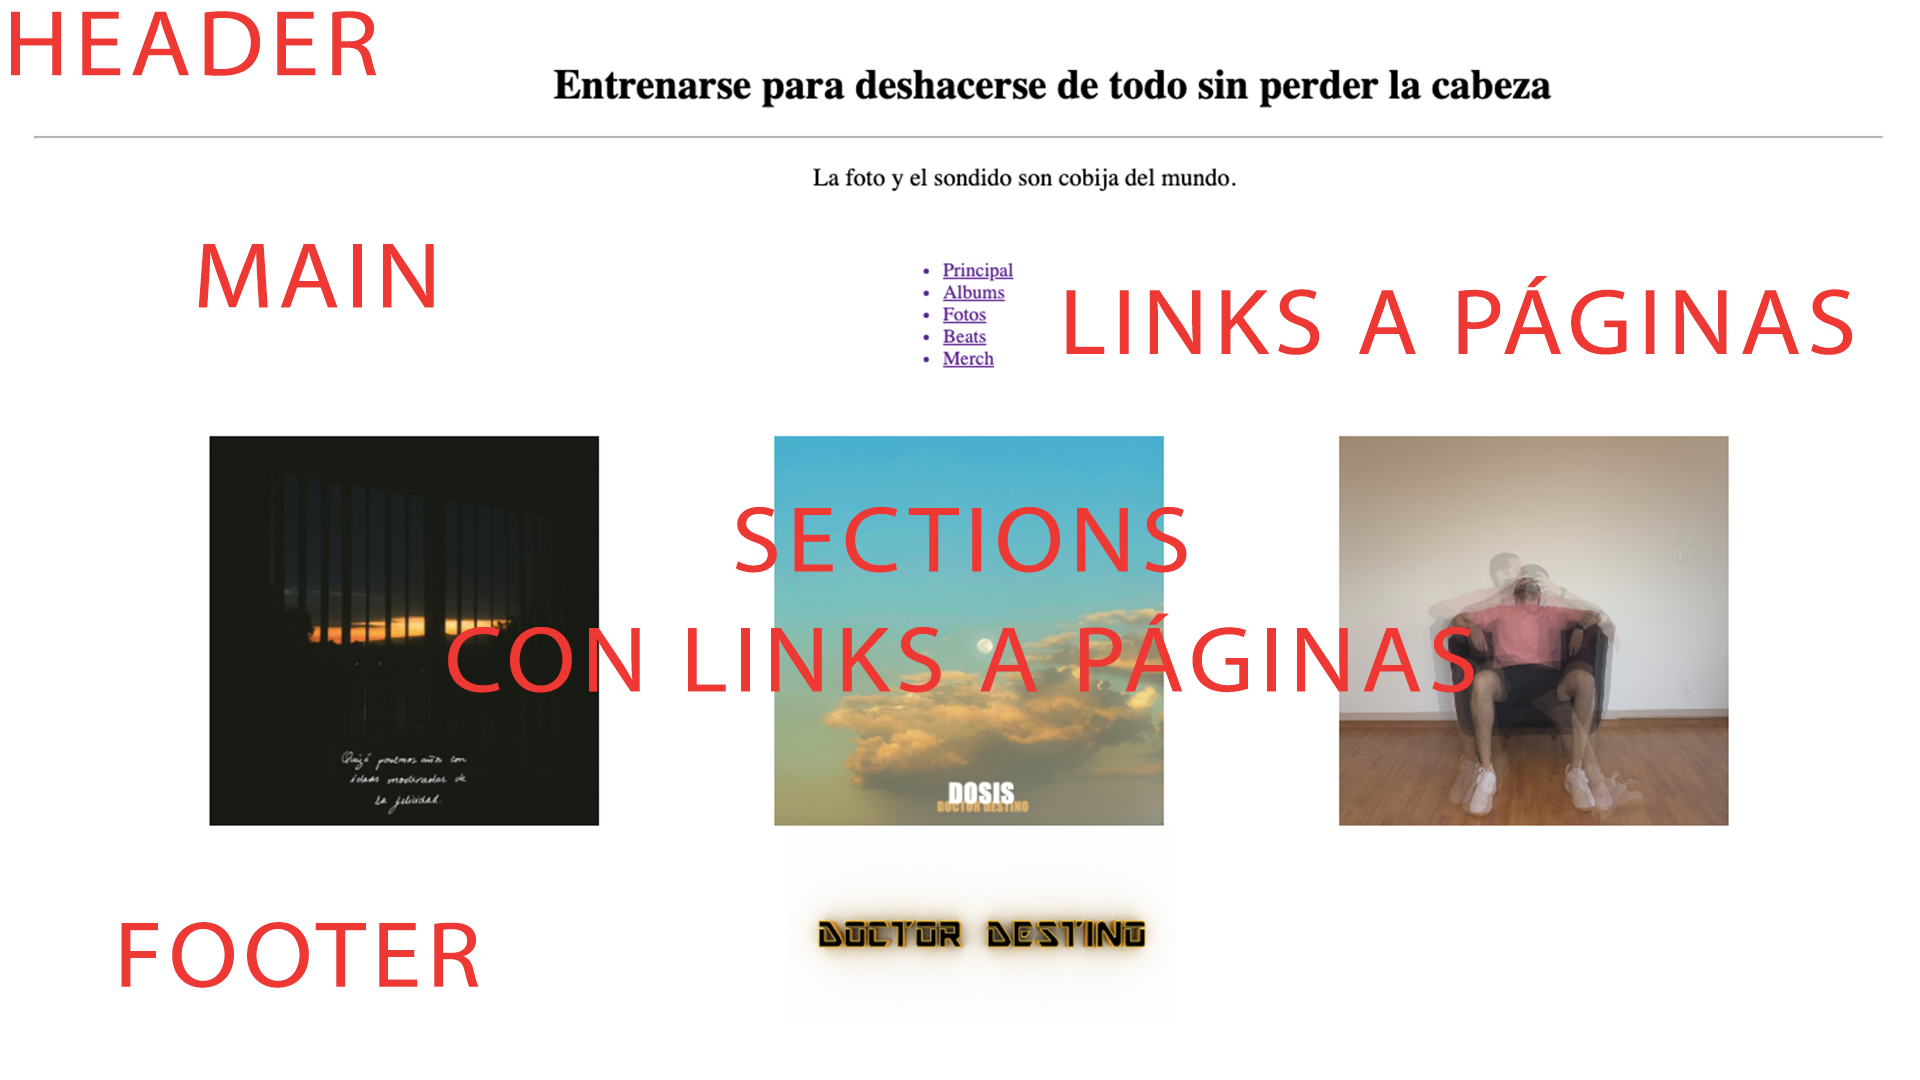 HEADER
Entrenarse para deshacerse de todo sin perder la cabeza
La foto y el sondido son cobija del mundo.
MAIN
Principal
Albums
Fotos
Beats
Merch
LINKS A PÁGINAS
SECTIONS
CON LINKS A PÁGINAS
Quizá podemos aún con
ideas moderadas de
la felicidad.
DOSIS
DOCTOR DESTINO
FOOTER
DOCTOR DESTINO